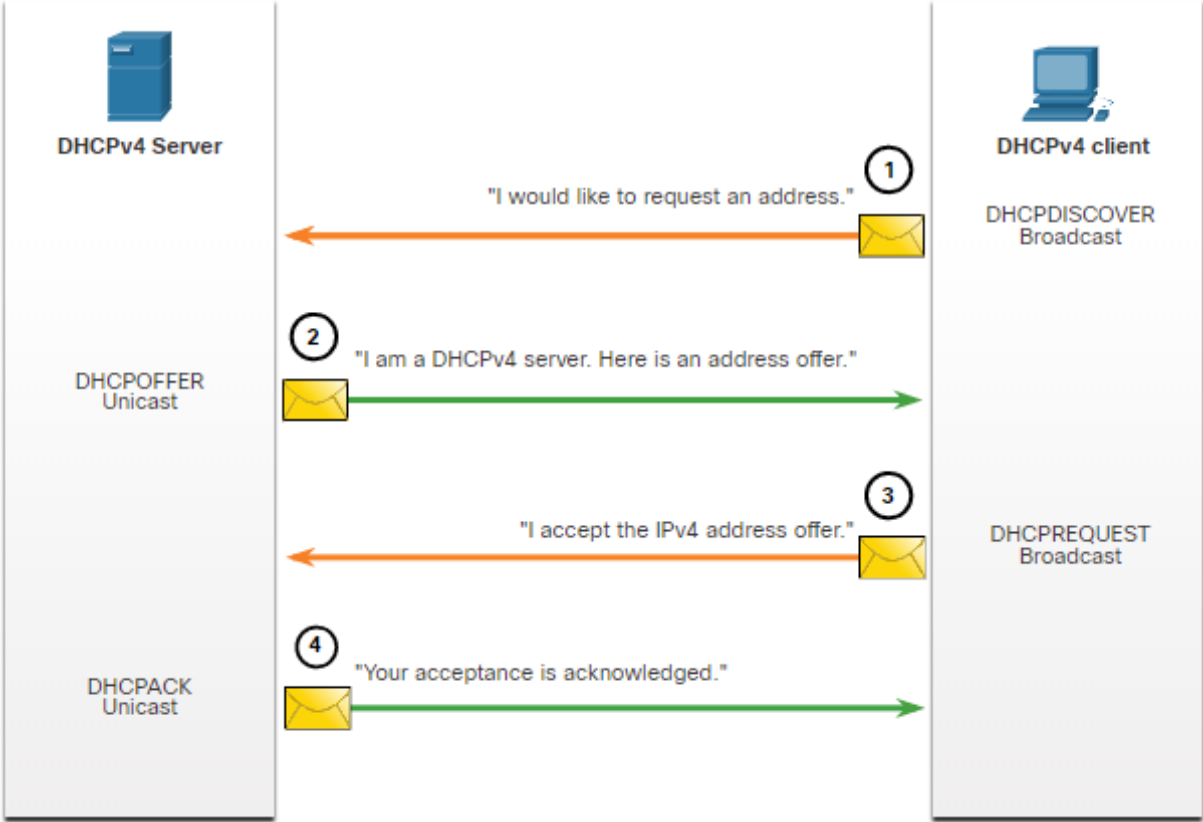 DHCPv4 Server
DHCPv4 client
1
"I would like to request an address."
DHCPDISCOVER
Broadcast
2
"I am a DHCPv4 server. Here is an address offer."
DHCPOFFER
Unicast
3
"I accept the IPv4 address offer."
DHCPREQUEST
Broadcast
4
"Your acceptance is acknowledged."
DHCPACK
Unicast